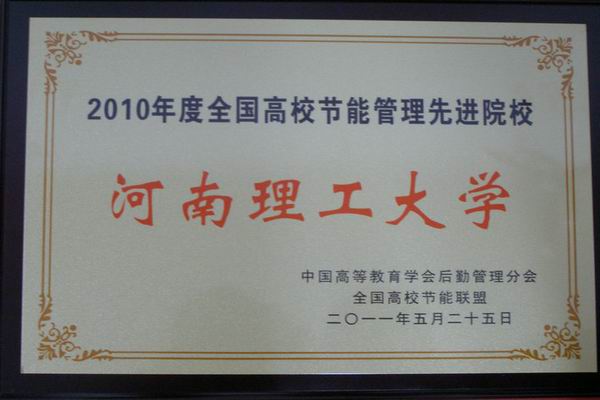 2010年度全国高校节能管理先进院校
河南理工大学
中国高等教育学会后勤管理分会
全国高校节能联盟
二〇一一年五月二十五日